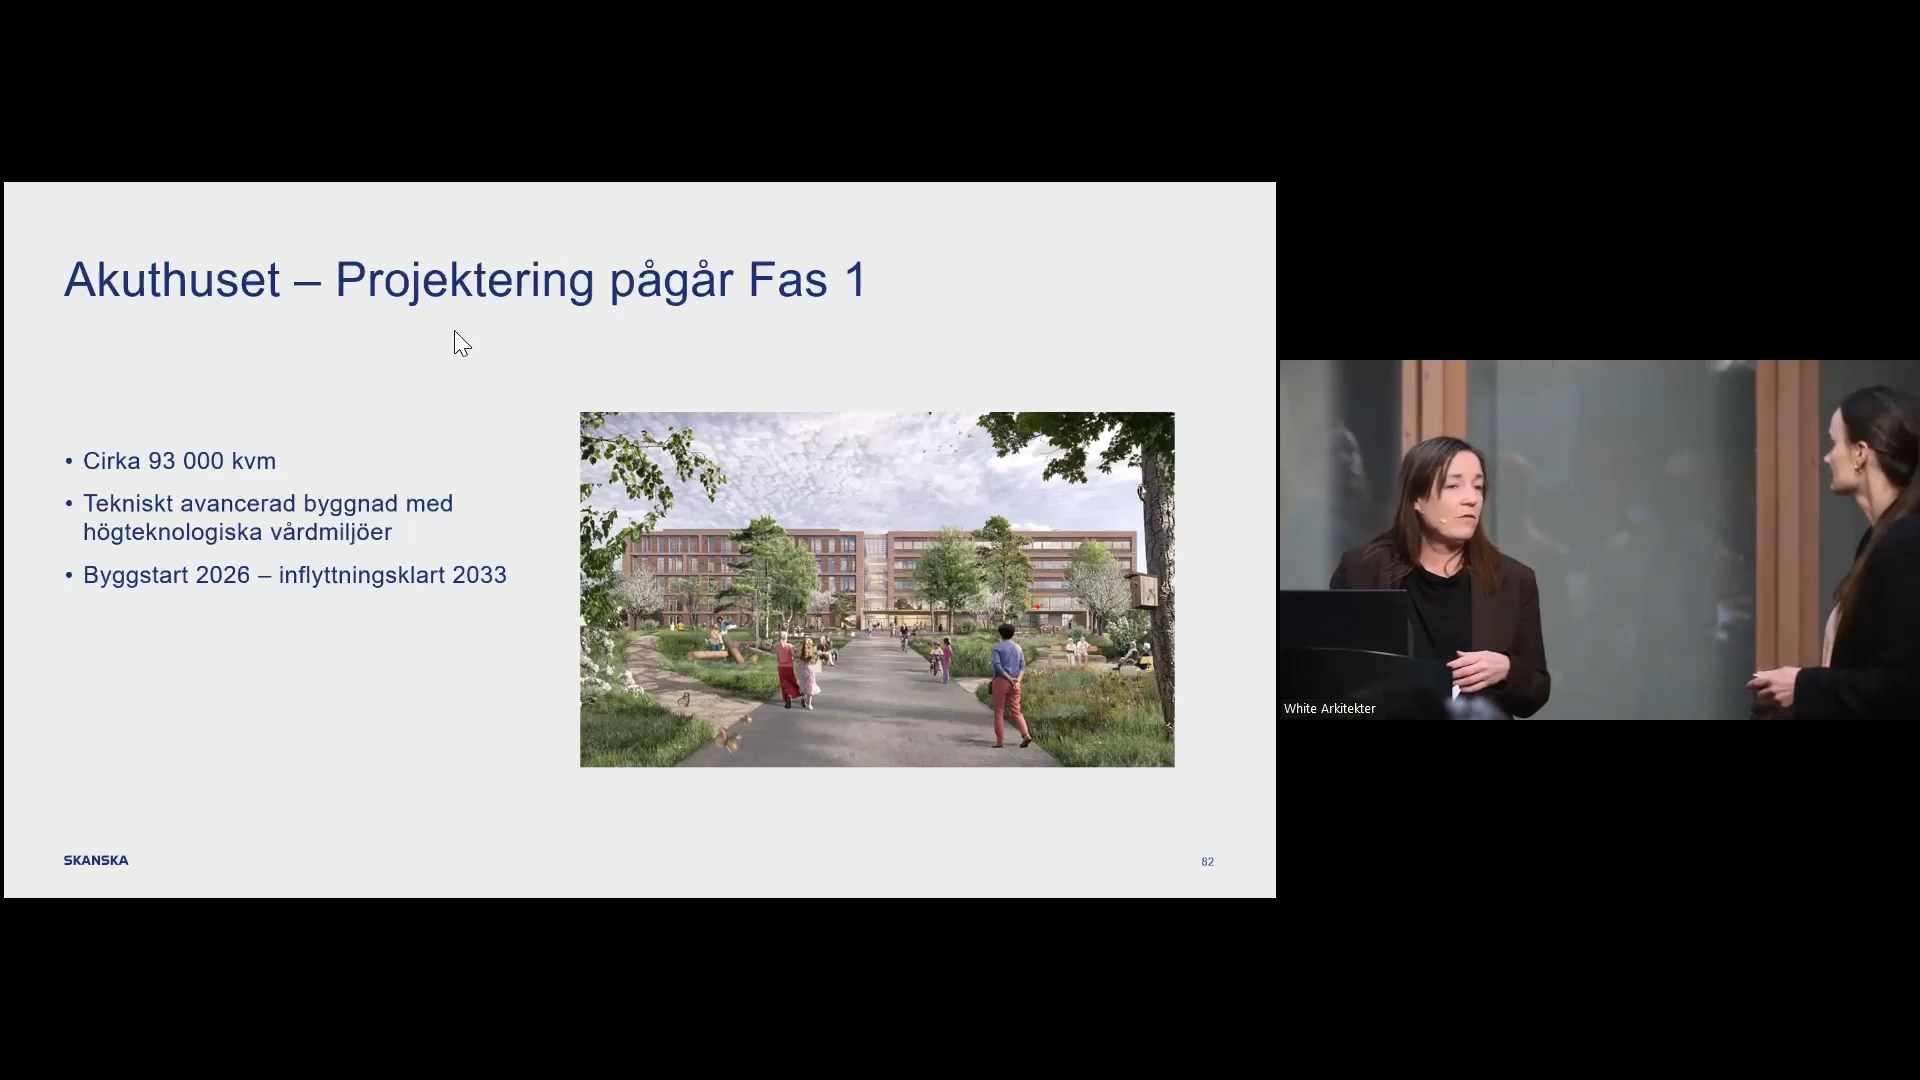 Akuthuset – Projektering pågår Fas 1
• Cirka 93 000 kvm
• Tekniskt avancerad byggnad med
högteknologiska vårdmiljöer
• Byggstart 2026 – inflyttningsklart 2033
SKANSKA
82
White Arkitekter